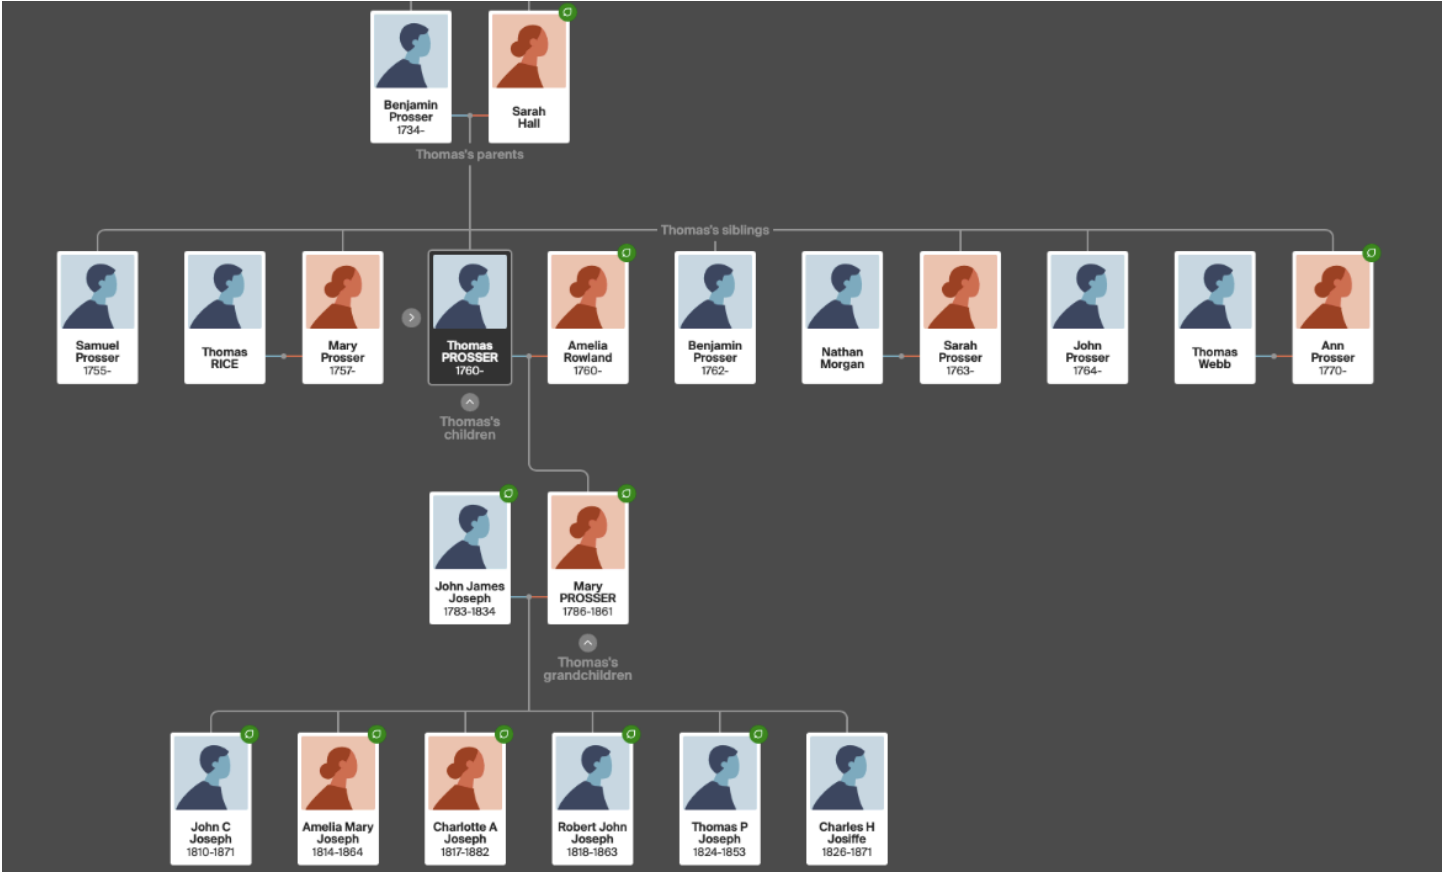 Benjamin
Prosser
1734-
Sarah
Hall
Thomas's parents
Thomas's siblings
Samuel
Prosser
1755-
Thomas
RICE
Mary
Prosser
1757-
Thomas
PROSSER
1760-
Amelia
Rowland
1760-
Benjamin
Prosser
1762-
Nathan
Morgan
Sarah
Prosser
1763-
John
Prosser
1764-
Thomas
Webb
Ann
Prosser
1770-
Thomas's
children
John James
Joseph
1783-1834
Mary
PROSSER
1786-1861
Thomas's
grandchildren
John C
Joseph
1810-1871
Amelia Mary
Joseph
1814-1864
Charlotte A
Joseph
1817-1882
Robert John
Joseph
1818-1863
Thomas P
Joseph
1824-1853
Charles H
Josiffe
1826-1871